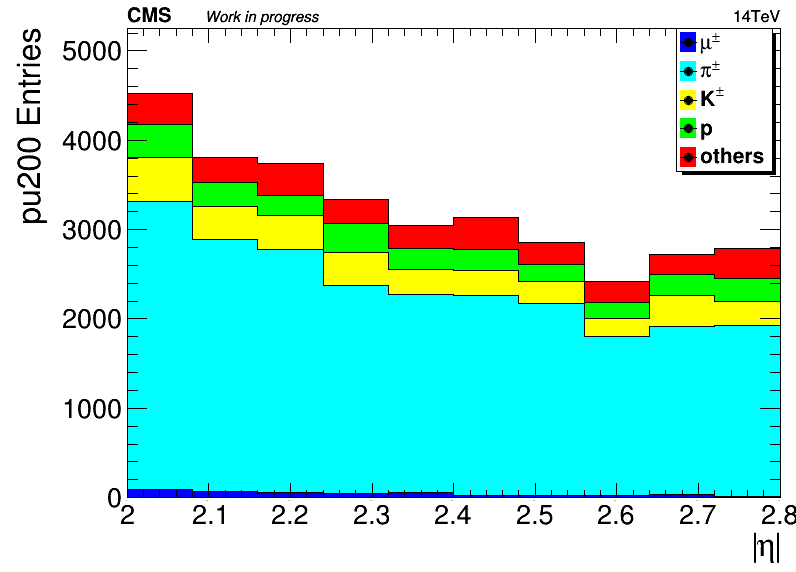 CMS Work in progress 14TeV
pu200 Entries
5000
4000
3000
2000
1000
0
μ±
π±
K±
p
others
2 2.1 2.2 2.3 2.4 2.5 2.6 2.7 2.8
|η|